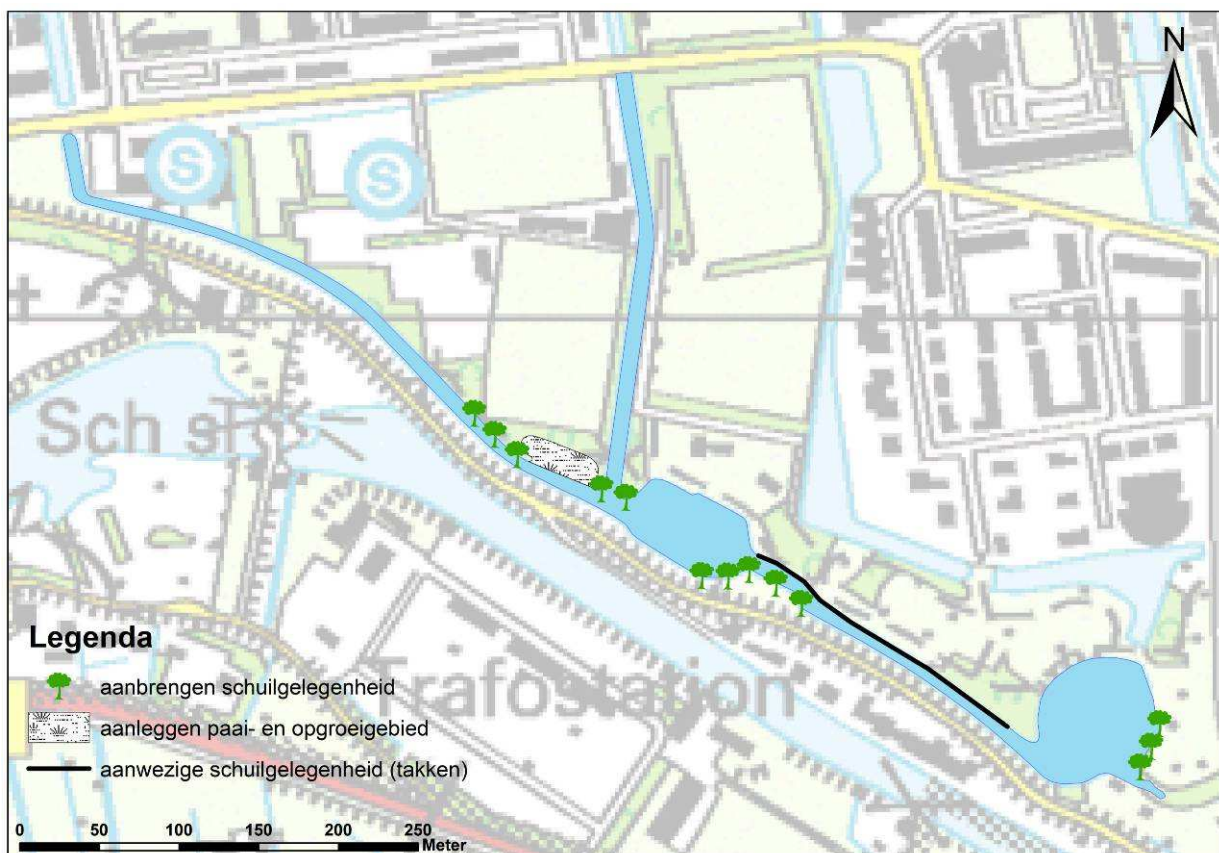 N
S
S
Sch
Trafostation
Legenda
aanbrengen schuilgelegenheid
aanleggen paai- en opgroeigebied
aanwezige schuilgelegenheid (takken)
0 50 100 150 200 250
Meter